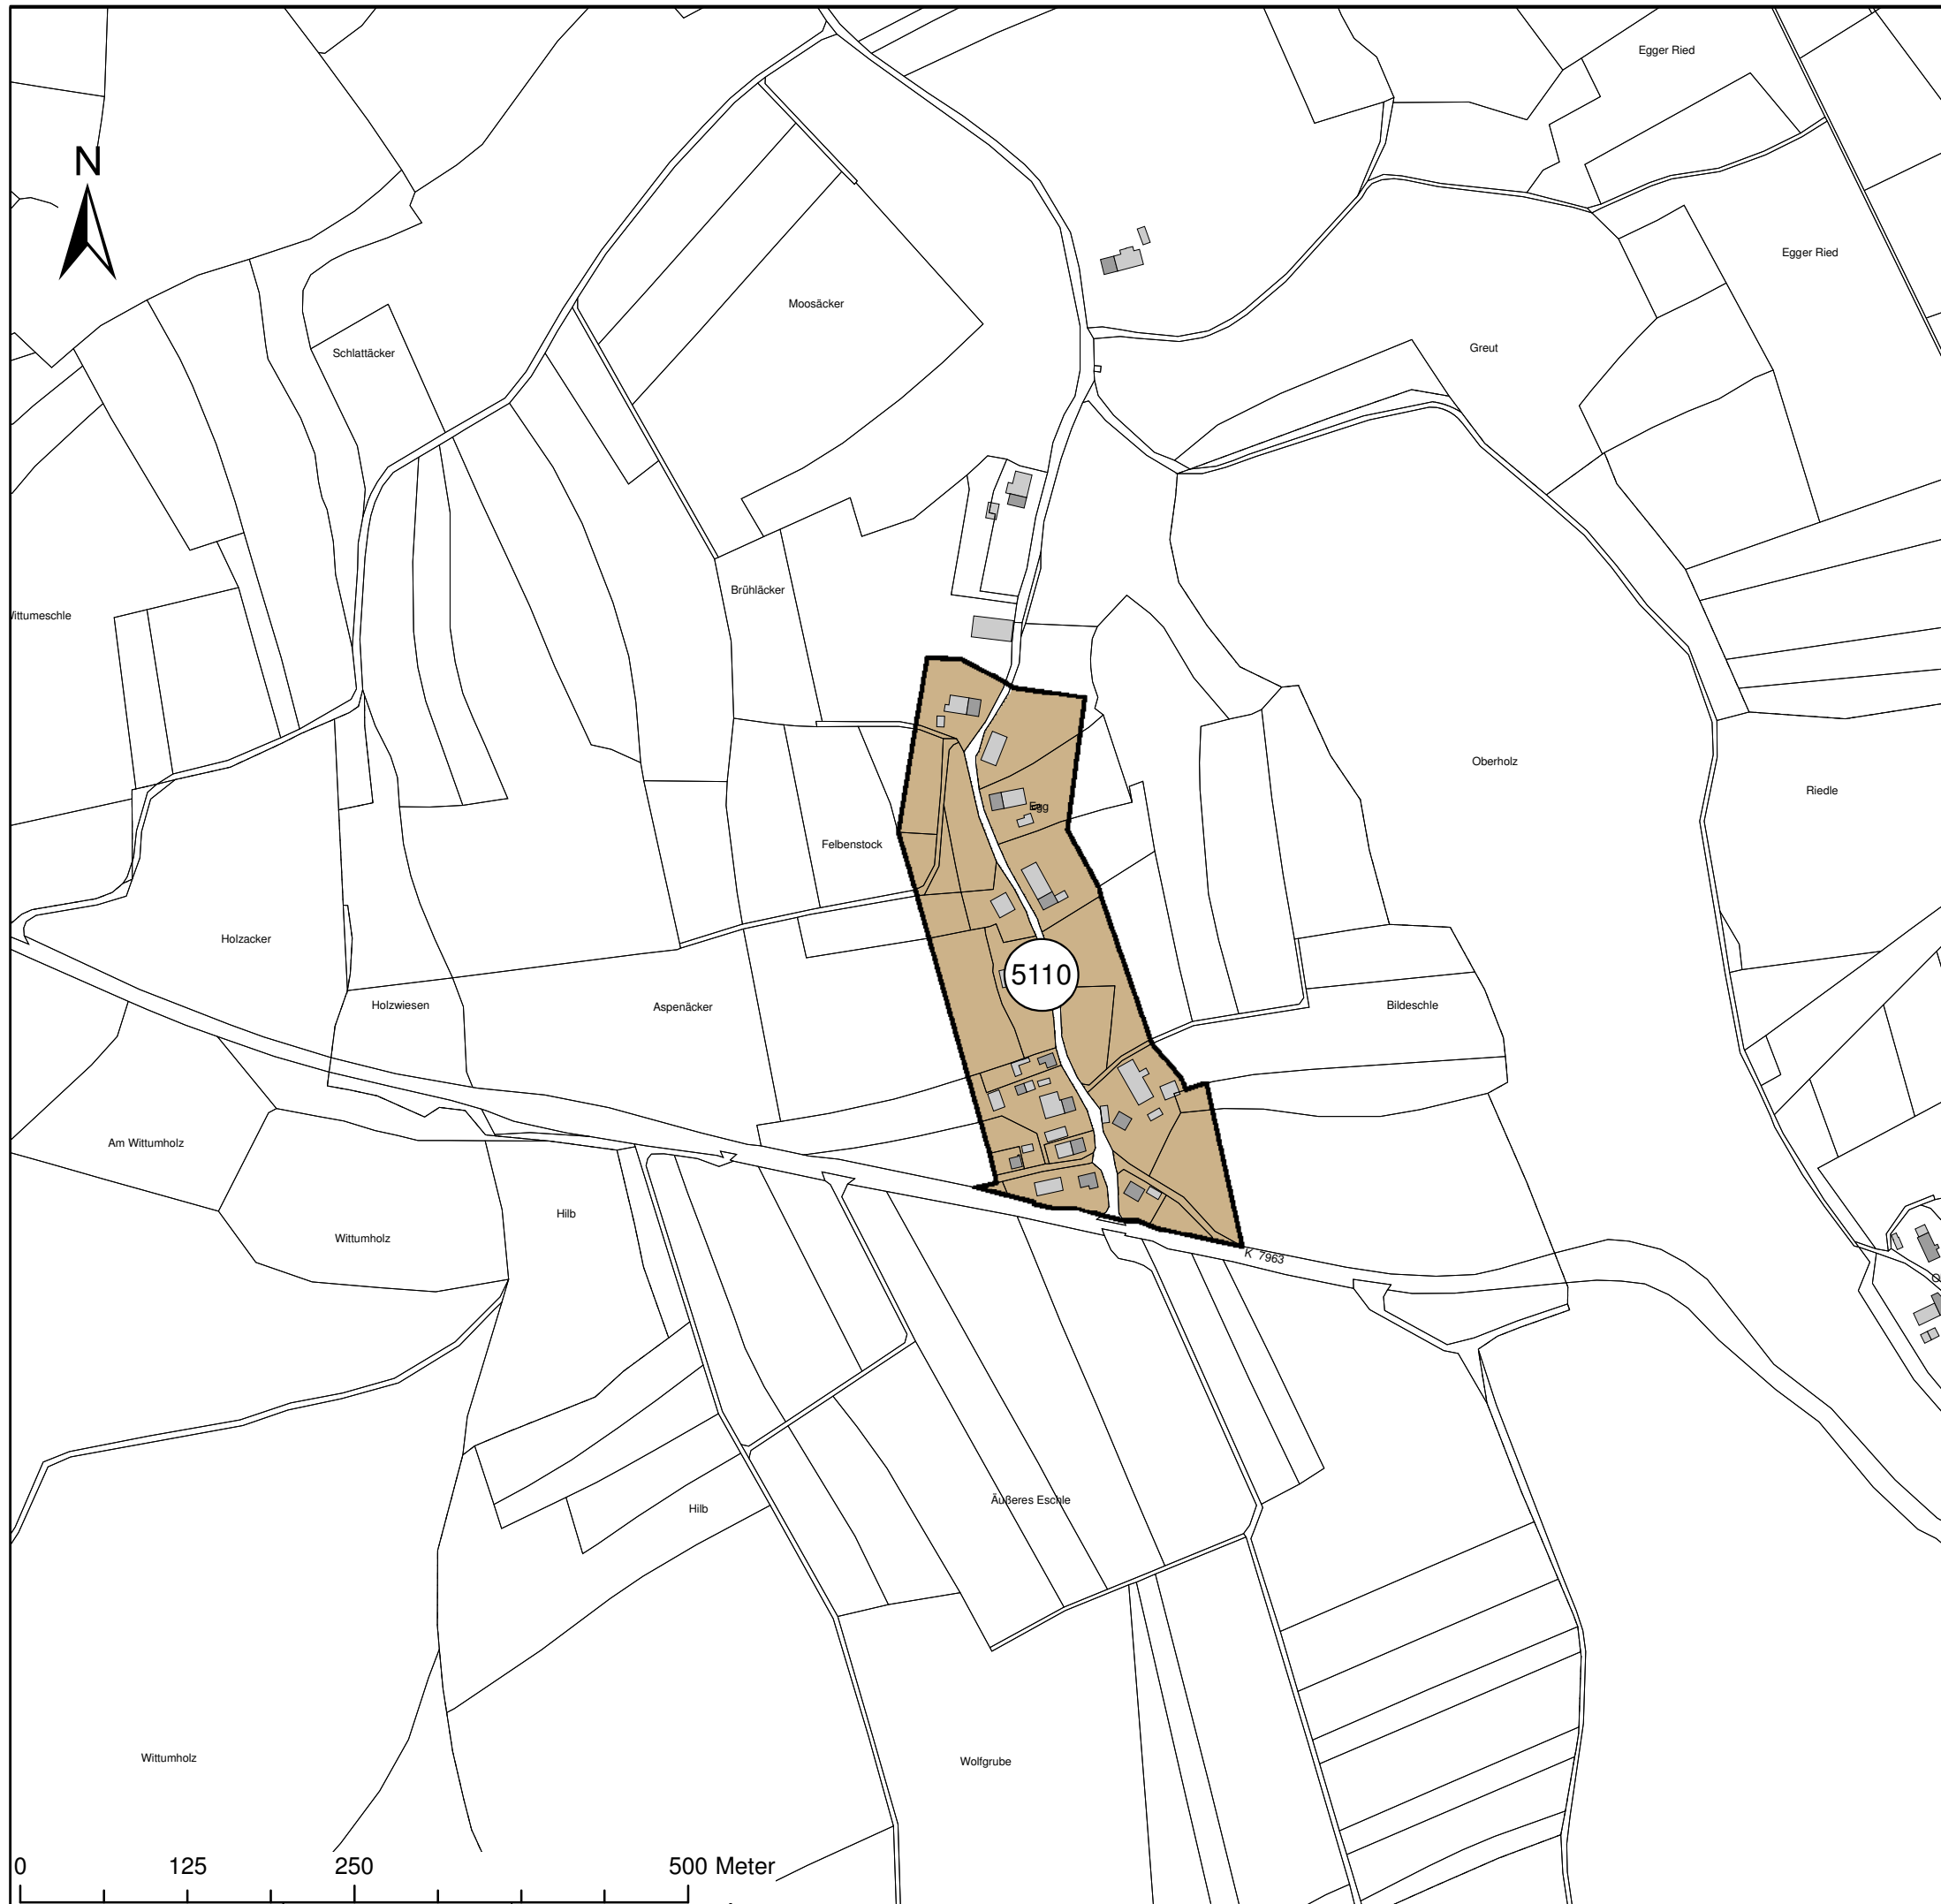 Egger Ried
N
Egger Ried
Moosäcker
Greut
Schlattäcker
Brühläcker
Oberholz
Riedle
Egg
Felbenstock
Holzacker
5110
Holzwiesen
Aspenäcker
Bildeschle
Am Wittumholz
Hilb
Wittumholz
K 7963
Äußeres Eschle
Hilb
Wittumholz
Wolfgrube
0 125 250 500 Meter